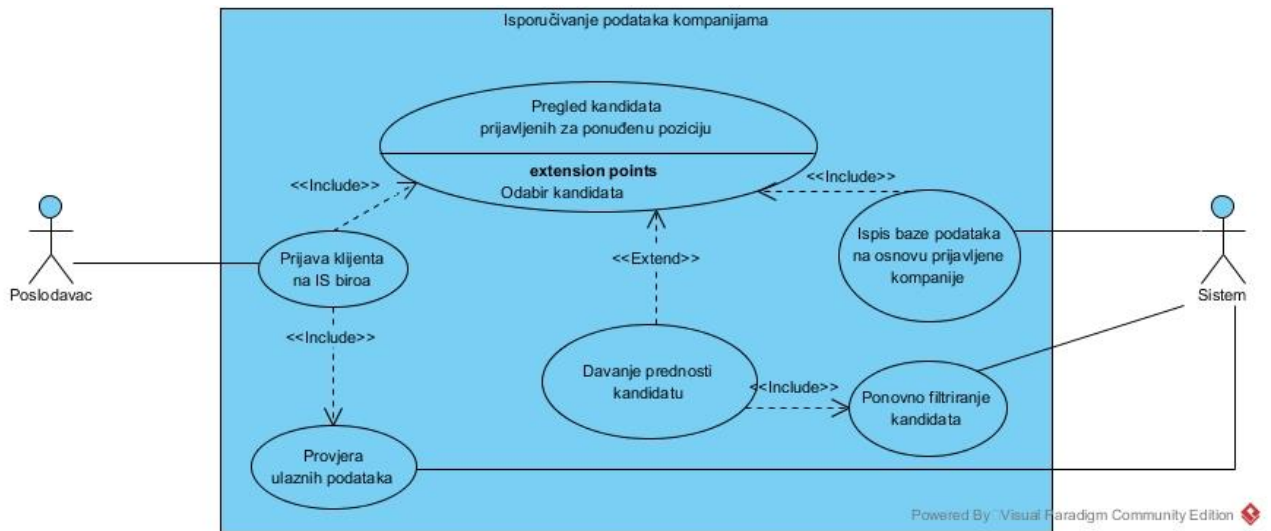 Isporučivanje podataka kompanijama
Pregled kandidata
prijavljenih za ponuđenu poziciju
extension points
Odabir kandidata
<<Include>>
<<Include>>
Prijava klijenta
na IS biroa
Poslodavac
Ispis baze podataka
na osnovu prijavljene
kompanije
Sistem
<<Extend>>
<<Include>>
Davanje prednosti
kandidatu
<<Include>>
Ponovno filtriranje
kandidata
Provjera
ulaznih podataka
Powered By Visual Paradigm Community Edition